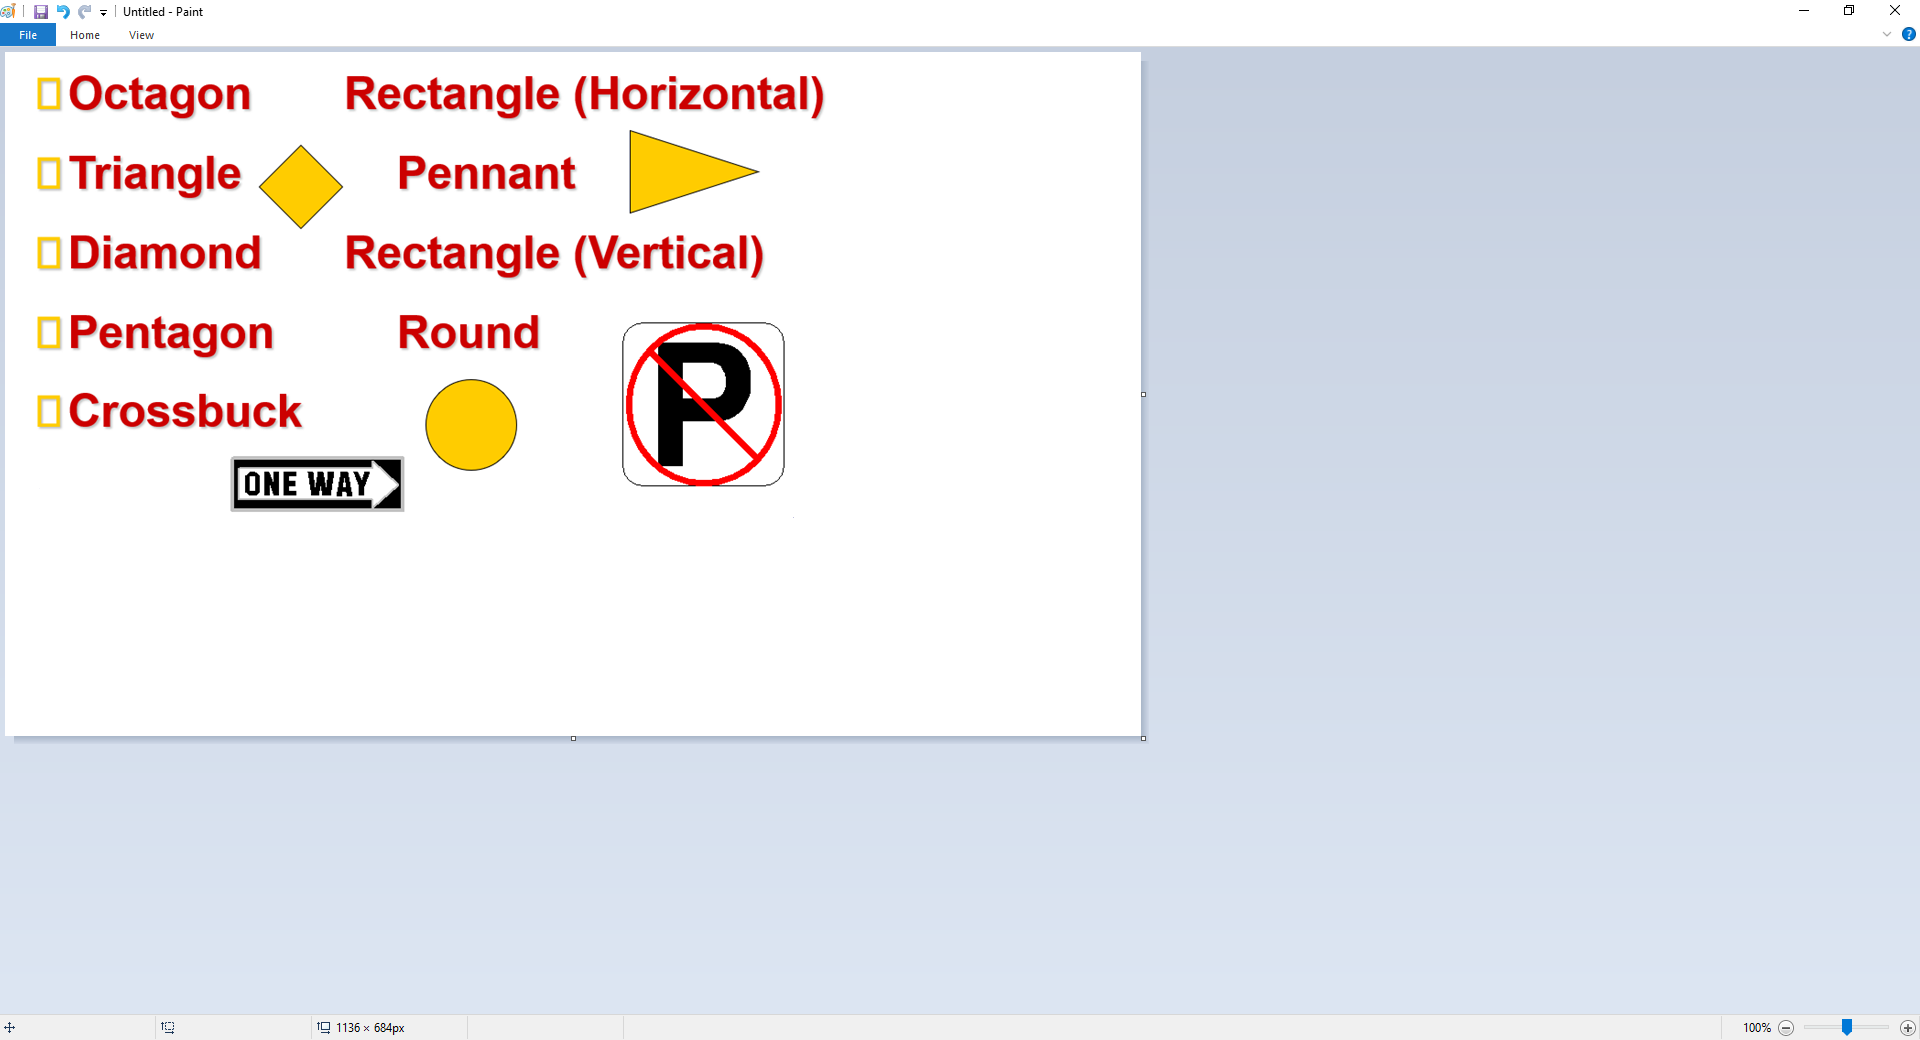 Untitled - Paint
File Home View
Octagon Rectangle (Horizontal)
Triangle Pennant
Diamond Rectangle (Vertical)
Pentagon Round
P
Crossbuck
ONE WAY
1136 × 684px
100%